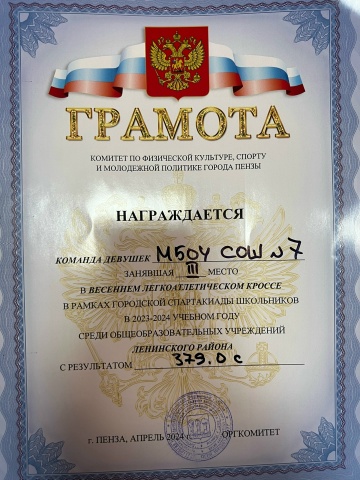 ГРАМОТА
КОМИТЕТ ПО ФИЗИЧЕСКОЙ КУЛЬТУРЕ, СПОРТУ
И МОЛОДЕЖНОЙ ПОЛИТИКЕ ГОРОДА ПЕНЗЫ
НАГРАЖДАЕТСЯ
КОМАНДА ДЕВУШЕК МБОУ СОШ №7
ЗАНЯВШАЯ III МЕСТО
В ВЕСЕННЕМ ЛЕГКОАТЛЕТИЧЕСКОМ КРОССЕ
В РАМКАХ ГОРОДСКОЙ СПАРТАКИАДЫ ШКОЛЬНИКОВ
В 2023-2024 УЧЕБНОМ ГОДУ
СРЕДИ ОБЩЕОБРАЗОВАТЕЛЬНЫХ УЧРЕЖДЕНИЙ
ЛЕНИНСКОГО РАЙОНА
С РЕЗУЛЬТАТОМ 379.0 с
г. ПЕНЗА, АПРЕЛЬ 2024 г. ОРГКОМИТЕТ